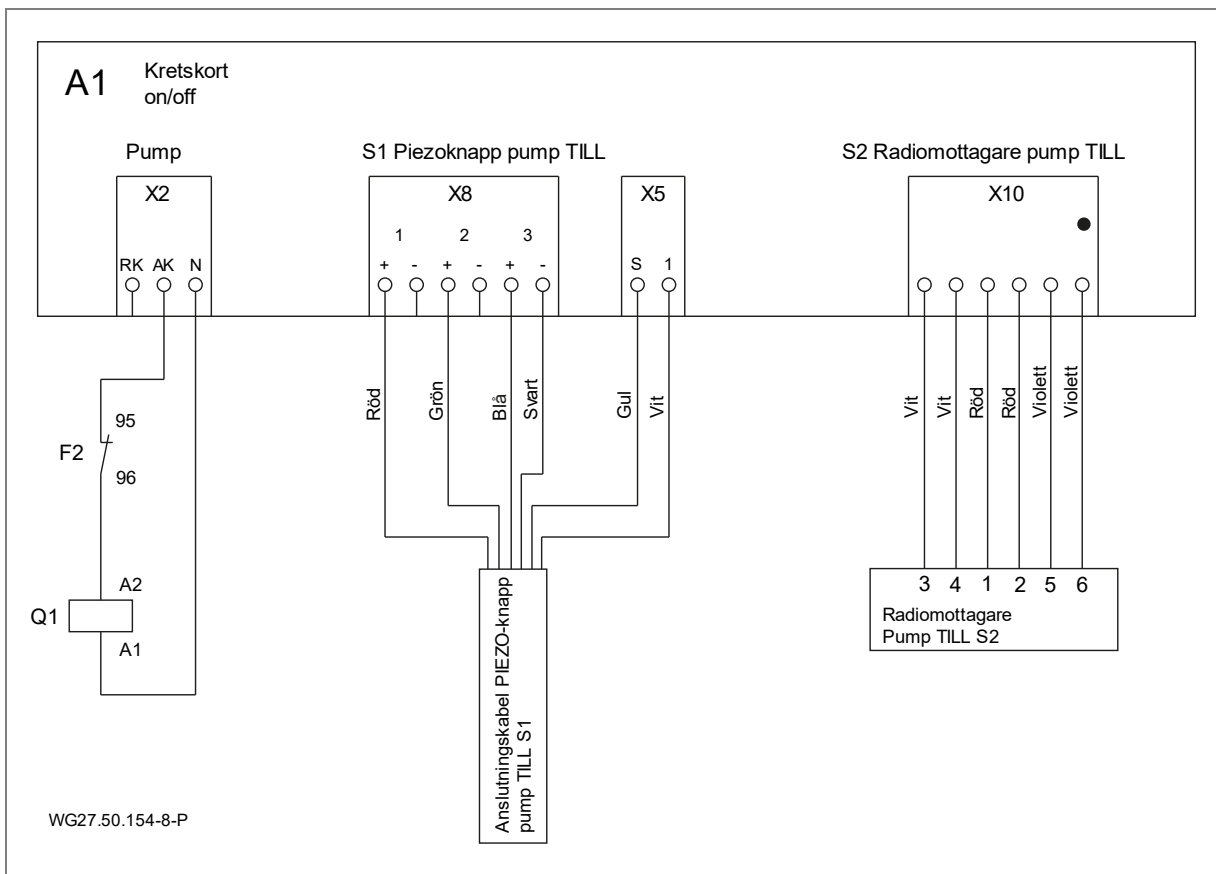 A1
Kretskort
on/off
Pump
S1 Piezoknapp pump TILL
S2 Radiomottagare pump TILL
X2
X8
X5
X10
1 2 3
RK AK N
+ - + - + -
S 1
Röd
Grön
Blå
Svart
Gul
Vit
Vit
Vit
Röd
Röd
Violett
Violett
95
F2
96
A2
Q1
A1
3 4 1 2 5 6
Radiomottagare
Pump TILL S2
Anslutningskabel PIEZO-knapp
pump TILL S1
WG27.50.154-8-P